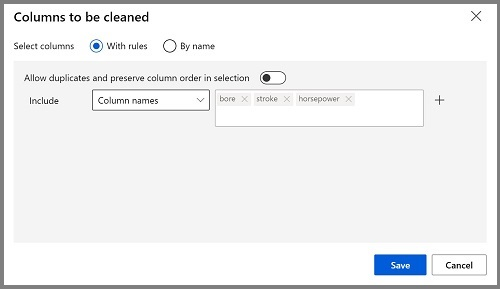 Columns to be cleaned
Select columns With rules By name
Allow duplicates and preserve column order in selection
Include Column names bore stroke horsepower
Save Cancel